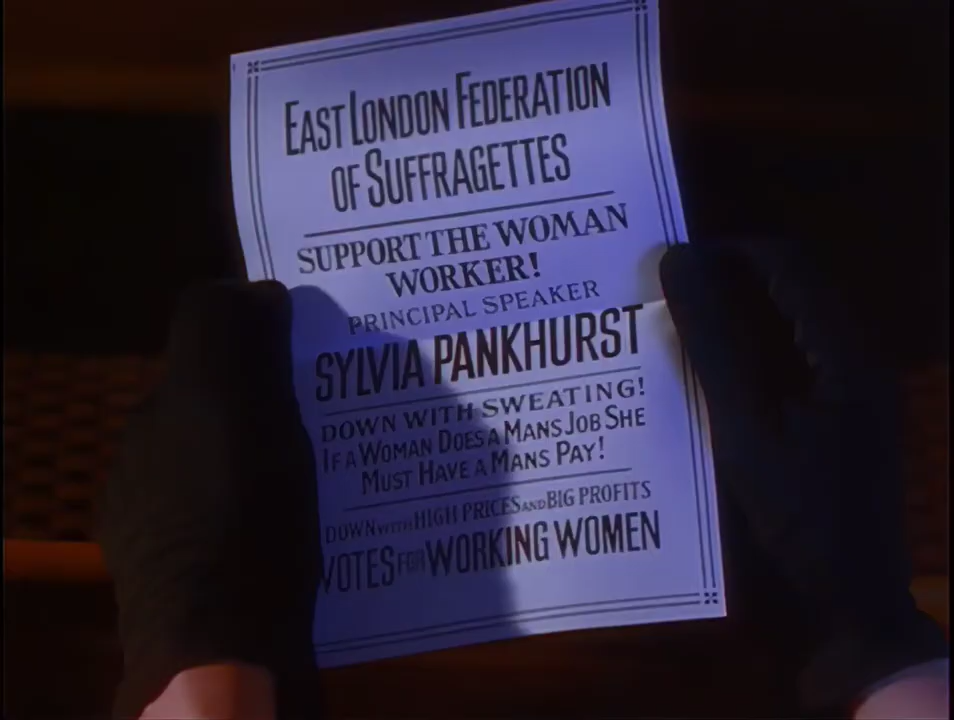 EAST LONDON FEDERATION
OF SUFFRAGETTES
SUPPORT THE WOMAN
WORKER!
PRINCIPAL SPEAKER
SYLVIA PANKHURST
DOWN WITH SWEATING!
IF A WOMAN DOES A MANS JOB SHE
MUST HAVE A MANS PAY!
DOWN WITH HIGH PRICES AND BIG PROFITS
VOTES FOR WORKING WOMEN